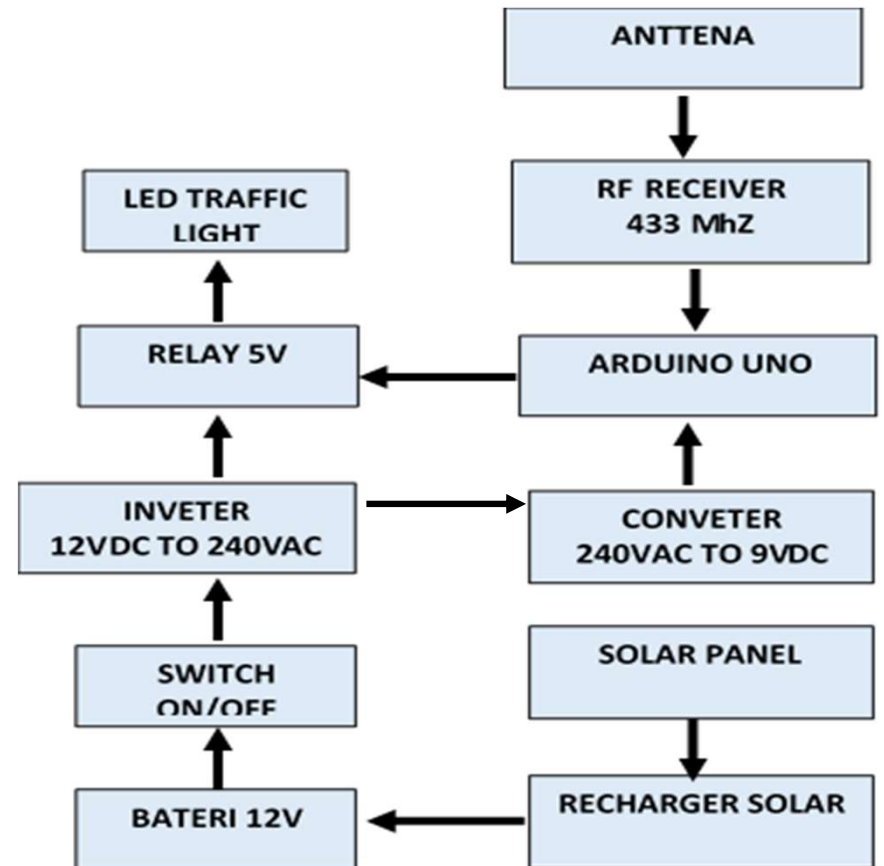 ANTTENA
RF RECEIVER
433 MhZ
LED TRAFFIC
LIGHT
RELAY 5V
ARDUINO UNO
INVETER
12VDC TO 240VAC
CONVETER
240VAC TO 9VDC
SWITCH
ON/OFF
SOLAR PANEL
BATERI 12V
RECHARGER SOLAR